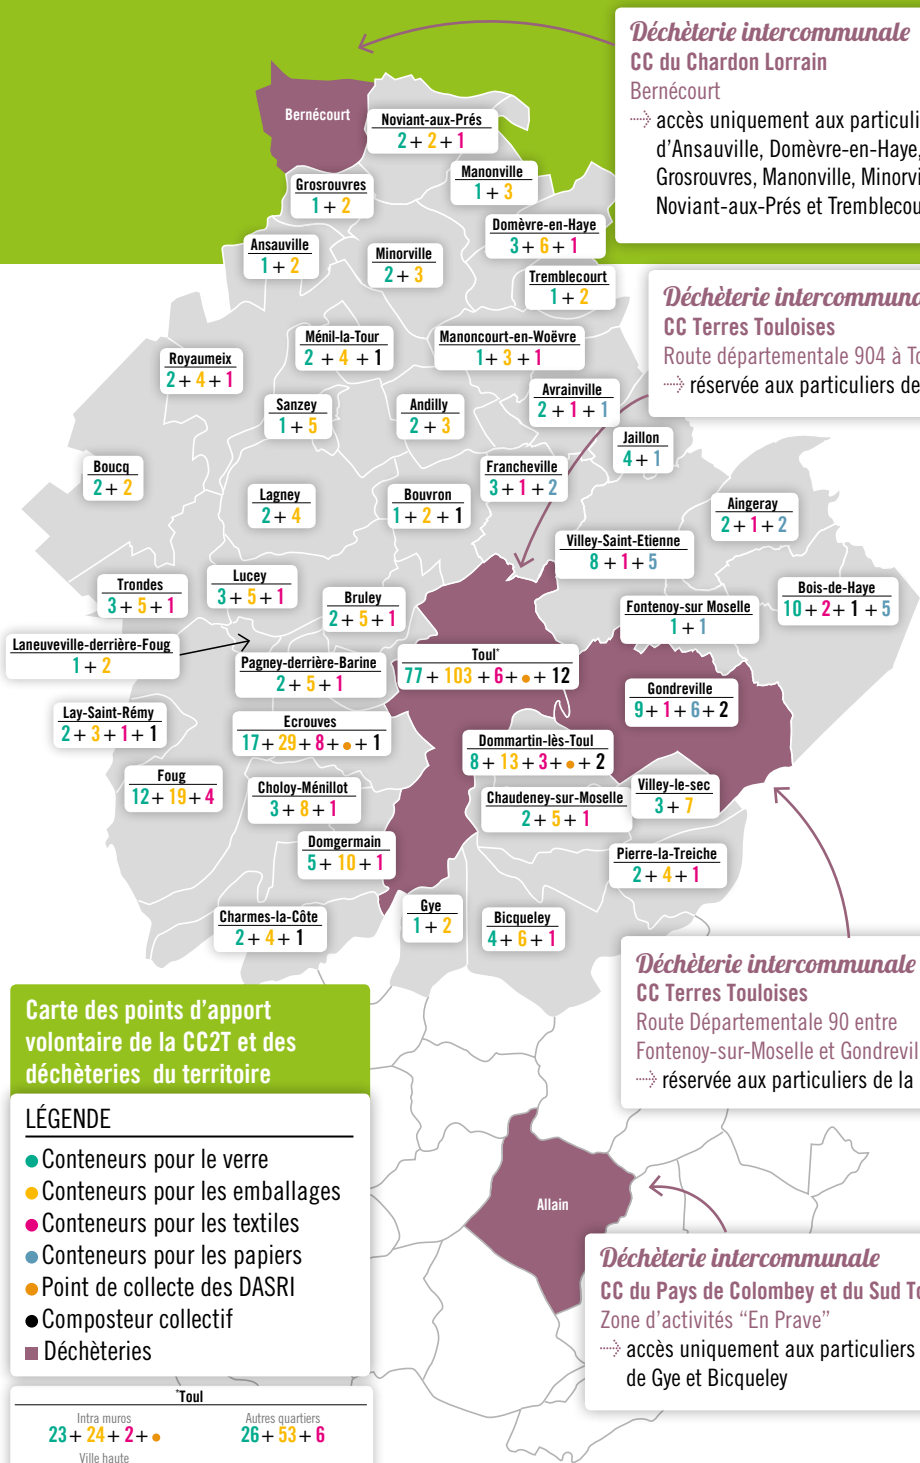 Déchèterie intercommunale
CC du Chardon Lorrain
Bernécourt
accès uniquement aux
d'Ansauville, Domèvre-en-Haye,
Grosrouvres, Manonville,
Noviant-aux-Prés et
Bernécourt
Noviant-aux-Prés
2 + 2 + 1
Manonville
1 + 3
Grosrouvres
1 + 2
Domèvre-en-Haye
3 + 6 + 1
Ansauville
1 + 2
Minorville
2 + 3
Tremblecourt
1 + 2
Déchèterie
CC Terres Touloises
Route départementale 904 à
réservée aux particuliers de
Ménil-la-Tour
2 + 4 + 1
Manoncourt-en-Woëvre
1 + 3 + 1
Royaumeix
2 + 4 + 1
Avrainville
2 + 1 + 1
Sanzey
1 + 5
Andilly
2 + 3
Jaillon
4 + 1
Boucq
2 + 2
Francheville
3 + 1 + 2
Lagney
2 + 4
Bouvron
1 + 2 + 1
Aingeray
2 + 1 + 2
Villey-Saint-Etienne
8 + 1 + 5
Trondes
3 + 5 + 1
Lucey
3 + 5 + 1
Bruley
2 + 5 + 1
Fontenoy-sur Moselle
1 + 1
Bois-de-Haye
10 + 2 + 1 + 5
Laneuveville-derrière-Foug
1 + 2
Pagney-derrière-Barine
2 + 5 + 1
Toul*
77 + 103 + 6 + ● + 12
Gondreville
9 + 1 + 6 + 2
Lay-Saint-Rémy
2 + 3 + 1 + 1
Ecrouves
17 + 29 + 8 + ● + 1
Dommartin-lès-Toul
8 + 13 + 3 + ● + 2
Foug
12 + 19 + 4
Choloy-Ménillot
3 + 8 + 1
Chaudeney-sur-Moselle
2 + 5 + 1
Villey-le-sec
3 + 7
Domgermain
5 + 10 + 1
Pierre-la-Treiche
2 + 4 + 1
Charmes-la-Côte
2 + 4 + 1
Gye
1 + 2
Bicqueley
4 + 6 + 1
Déchèterie intercommunale
CC Terres Touloises
Route Départementale 90 entre
Fontenoy-sur-Moselle et
réservée aux particuliers de la
Carte des points d'apport
volontaire de la CC2T et des
déchèteries du territoire
LÉGENDE
Conteneurs pour le verre
Conteneurs pour les emballages
Conteneurs pour les textiles
Conteneurs pour les papiers
Point de collecte des DASRI
Composteur collectif
Déchèteries
Allain
Déchèterie intercommunale
CC du Pays de Colombey et du Sud
Zone d'activités “En Prave”
accès uniquement aux particuliers
de Gye et Bicqueley
*Toul
Intra muros
23 + 24 + 2 + ●
Autres quartiers
26 + 53 + 6
Ville haute